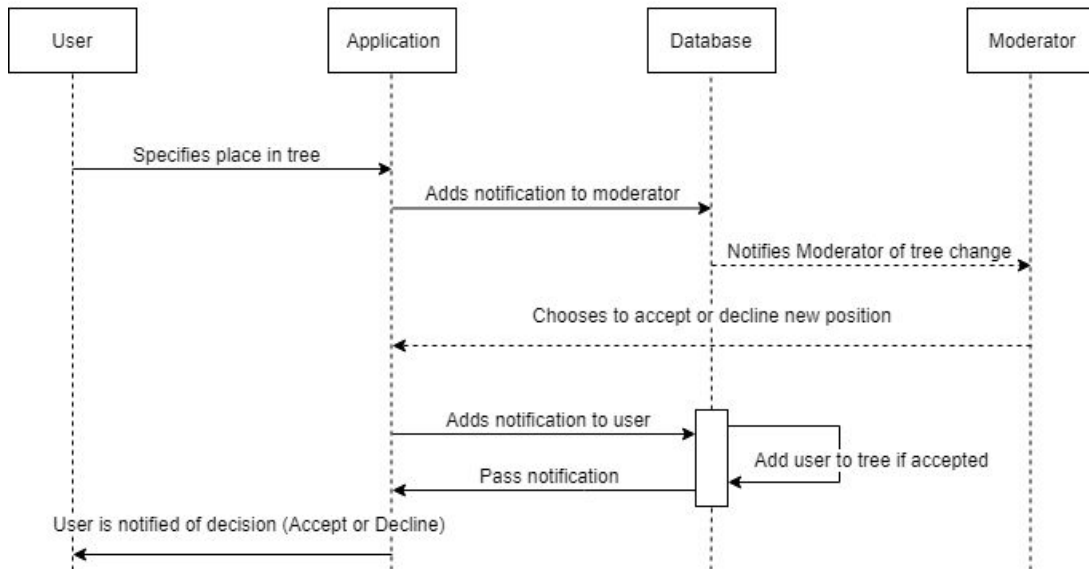 User
Application
Database
Moderator
Specifies place in tree
Adds notification to moderator
Notifies Moderator of tree change
Chooses to accept or decline new position
Adds notification to user
Add user to tree if accepted
Pass notification
User is notified of decision (Accept or Decline)